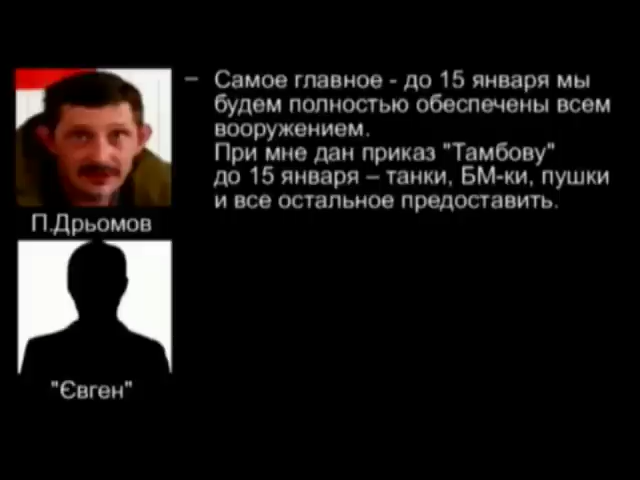 – Самое главное - до 15 января мы
будем полностью обеспечены всем
вооружением.
При мне дан приказ "Тамбову"
до 15 января – танки, БМ-ки, пушки
и все остальное предоставить.
П.Дрьомов
"Євген"